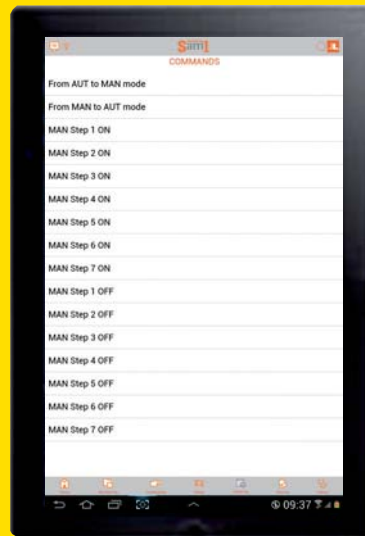 Sam1
COMMANDS
From AUT to MAN mode
From MAN to AUT mode
MAN Step 1 ON
MAN Step 2 ON
MAN Step 3 ON
MAN Step 4 ON
MAN Step 5 ON
MAN Step 6 ON
MAN Step 7 ON
MAN Step 1 OFF
MAN Step 2 OFF
MAN Step 3 OFF
MAN Step 4 OFF
MAN Step 5 OFF
MAN Step 6 OFF
MAN Step 7 OFF
09:37